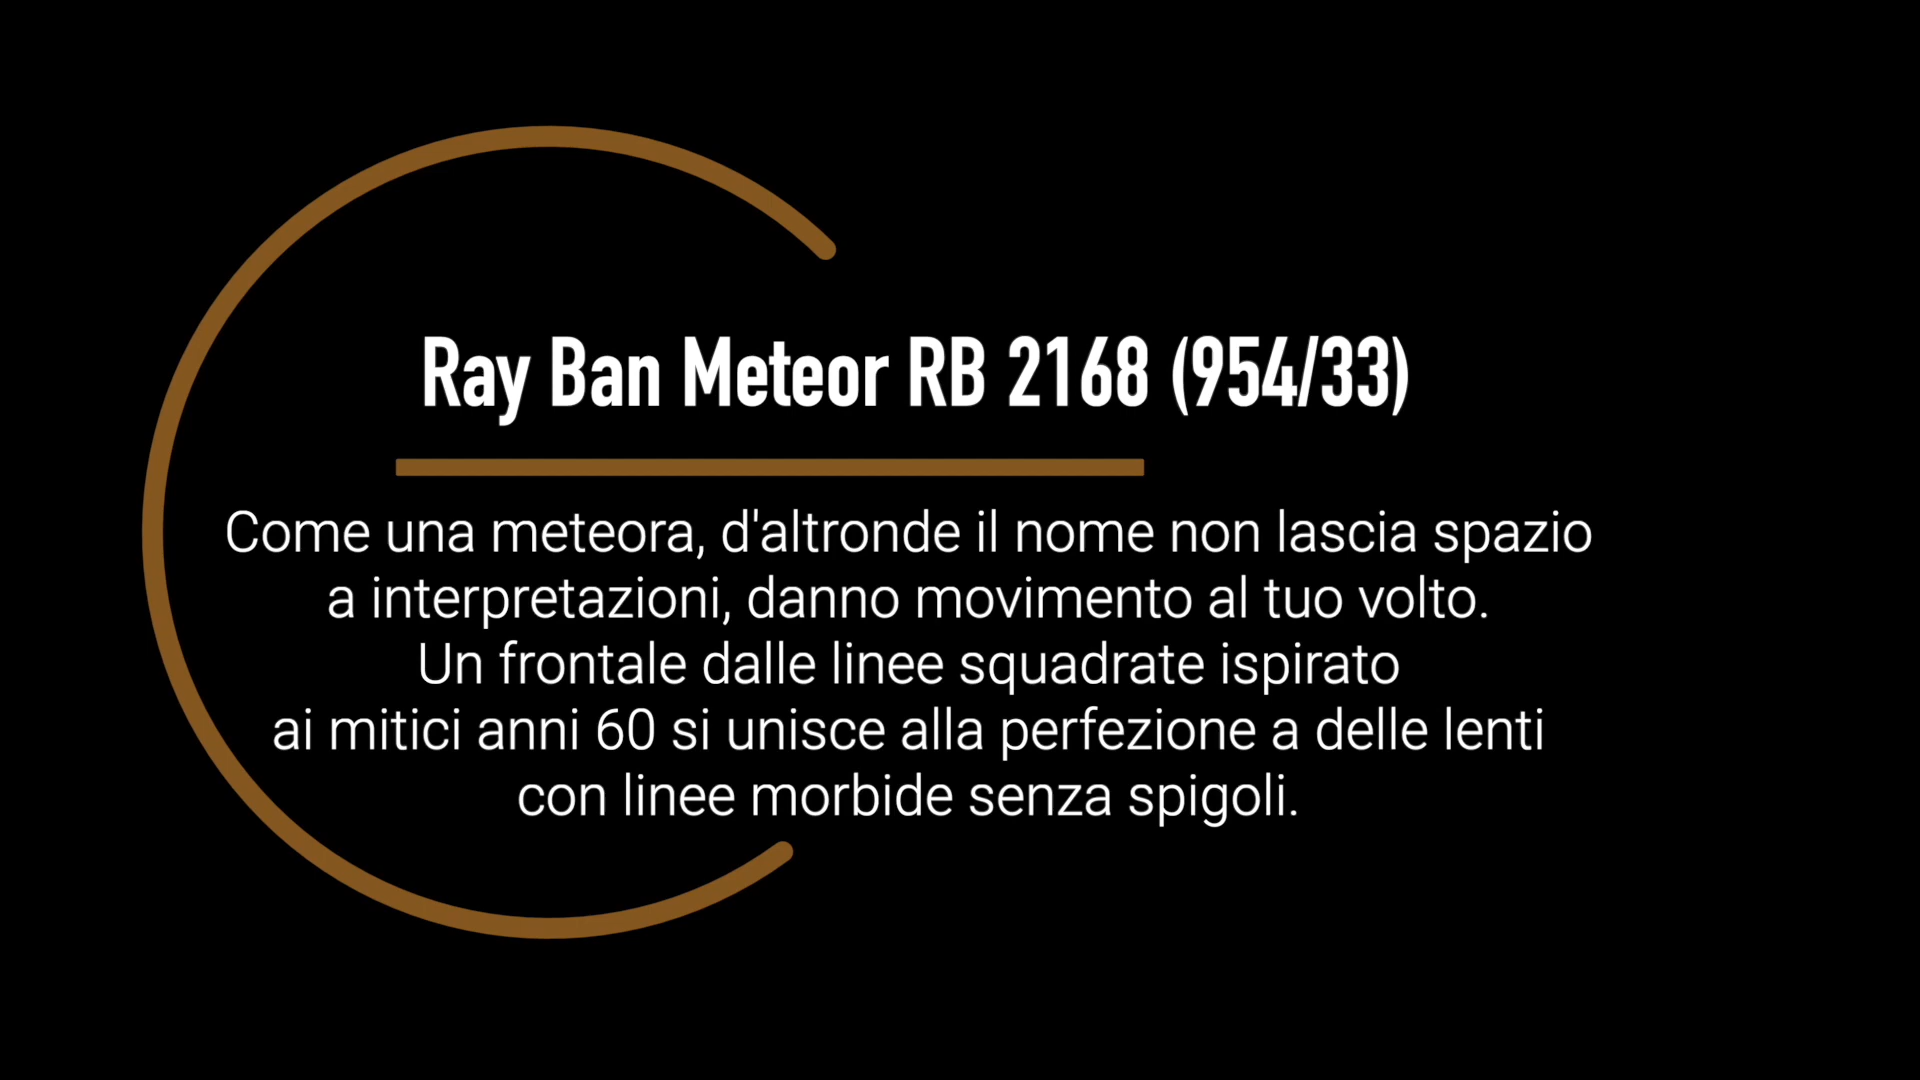 Ray Ban Meteor RB 2168 (954/33)
Come una meteora, d'altronde il nome non lascia spazio
a interpretazioni, danno movimento al tuo volto.
Un frontale dalle linee squadrate ispirato
ai mitici anni 60 si unisce alla perfezione a delle lenti
con linee morbide senza spigoli.